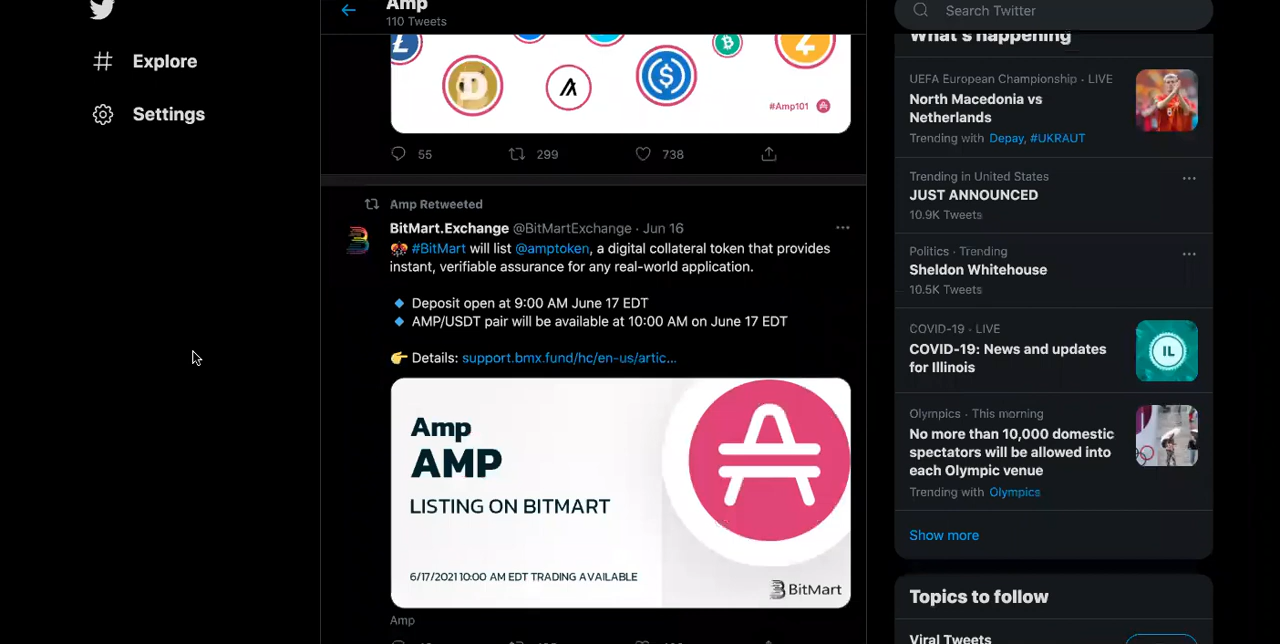 Explore
Settings
Amp
110 Tweets
#Amp101
55
299
738
Amp Retweeted
BitMart.Exchange @BitMartExchange · Jun 16
#BitMart will list @amptoken, a digital collateral token that provides
instant, verifiable assurance for any real-world application.
Deposit open at 9:00 AM June 17 EDT
AMP/USDT pair will be available at 10:00 AM on June 17 EDT
Details: support.bmx.fund/hc/en-us/artic...
Amp
AMP
LISTING ON BITMART
6/17/2021 10:00 AM EDT TRADING AVAILABLE
BitMart
Amp
Search Twitter
What's happening
UEFA European Championship · LIVE
North Macedonia vs
Netherlands
Trending with Depay, #UKRAUT
Trending in United States
JUST ANNOUNCED
10.9K Tweets
Politics · Trending
Sheldon Whitehouse
10.5K Tweets
COVID-19 · LIVE
COVID-19: News and updates
for Illinois
IL
Olympics · This morning
No more than 10,000 domestic
spectators will be allowed into
each Olympic venue
Trending with Olympics
Show more
Topics to follow
Viral Tweets